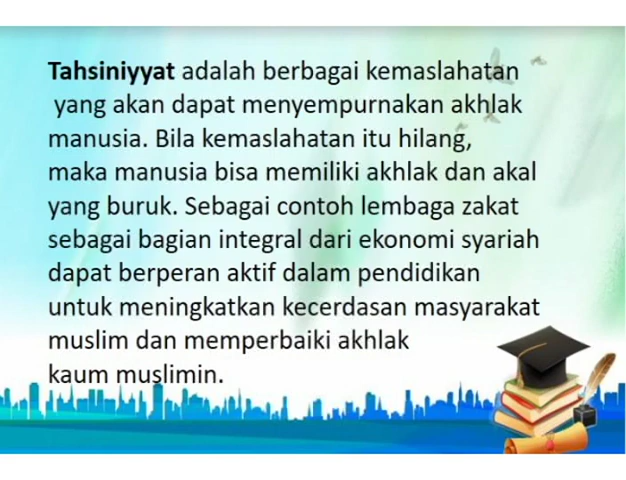 Tahsiniyyat adalah berbagai kemaslahatan
yang akan dapat menyempurnakan akhlak
manusia. Bila kemaslahatan itu hilang,
maka manusia bisa memiliki akhlak dan akal
yang buruk. Sebagai contoh lembaga zakat
sebagai bagian integral dari ekonomi syariah
dapat berperan aktif dalam pendidikan
untuk meningkatkan kecerdasan masyarakat
muslim dan memperbaiki akhlak
kaum muslimin.